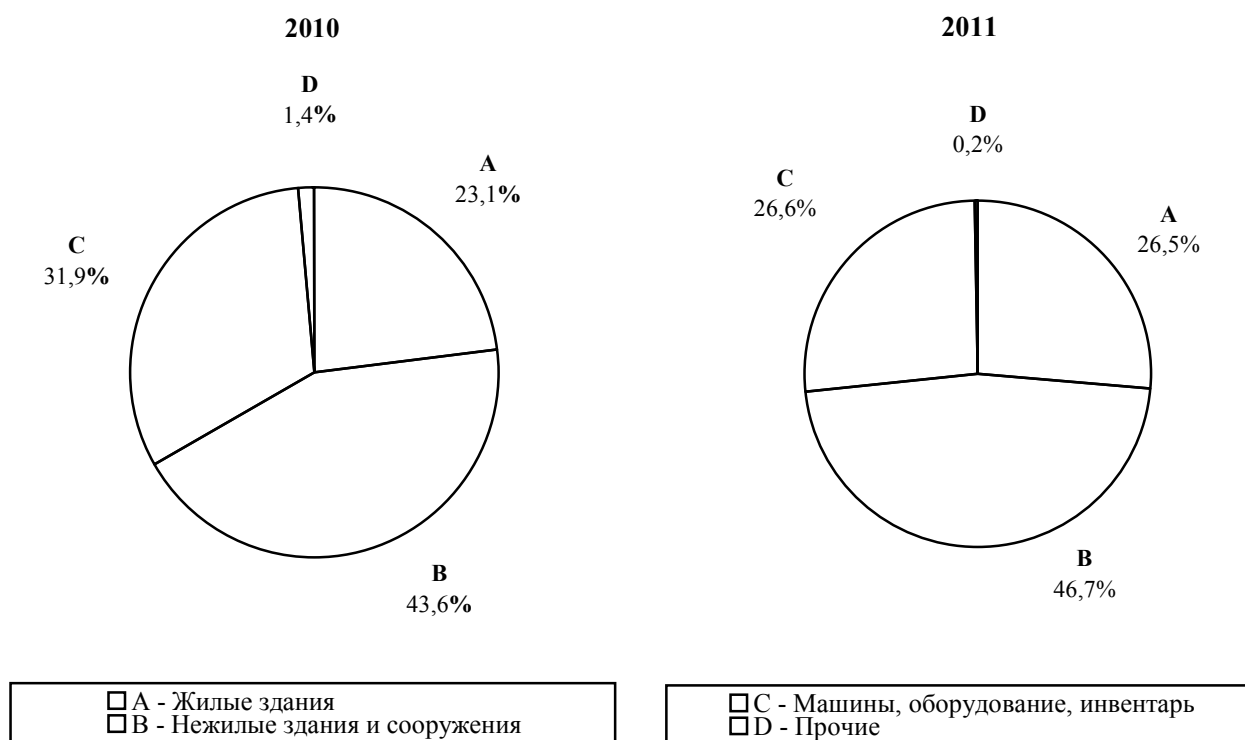 2010
D
1,4%
A
23,1%
C
31,9%
B
43,6%
2011
D
0,2%
C
26,6%
A
26,5%
B
46,7%
A - Жилые здания
B - Нежилые здания и сооружения
C - Машины, оборудование, инвентарь
D - Прочие